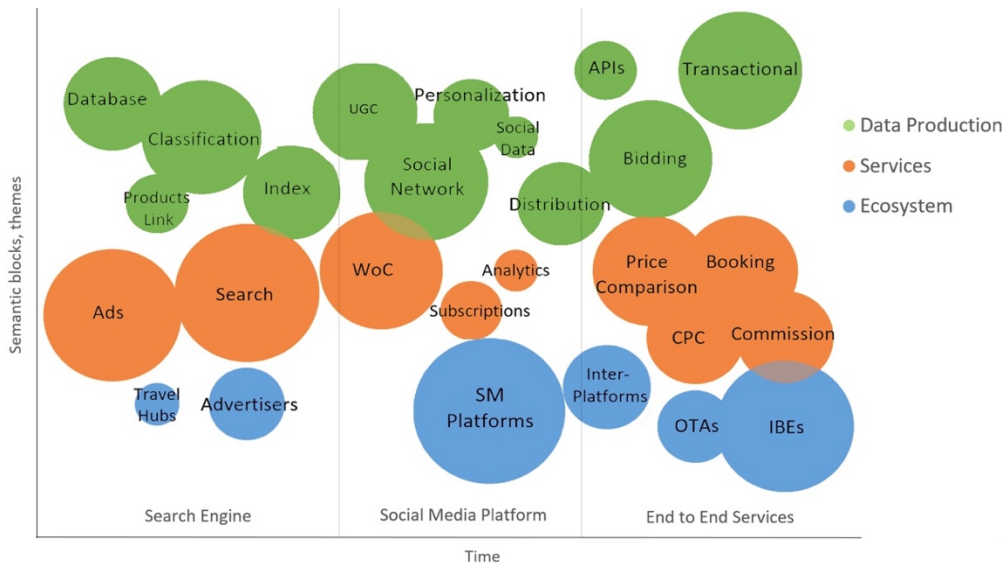 Semantic blocks, themes
Database
Classification
Products
Link
Index
Ads
Search
Travel
Hubs
Advertisers
Search Engine
UGC
Personalization
Social
Data
Social
Network
Distribution
WoC
Analytics
Subscriptions
SM
Platforms
Social Media Platform
APIs
Transactional
Bidding
Price
Comparison
Booking
CPC
Commission
Inter-
Platforms
OTAs
IBEs
End to End Services
Time
Data Production
Services
Ecosystem